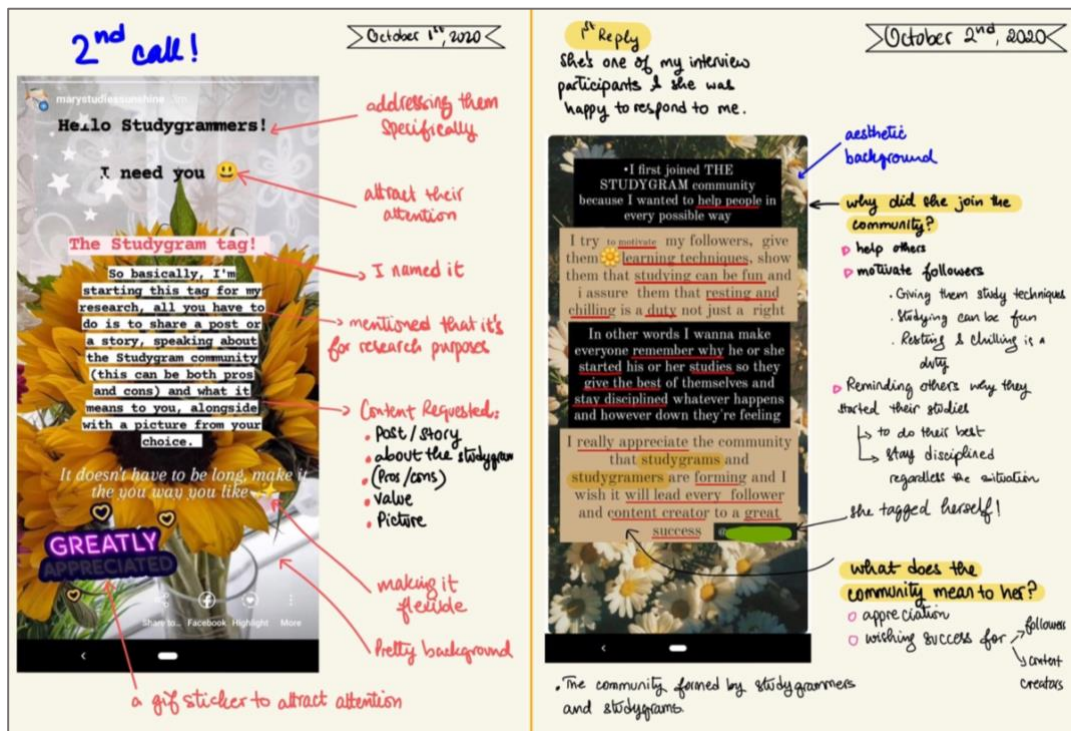 2nd call!
October 1st, 2020
marystudiessunshine 3m
Hello Studygrammers!
I need you 😃
The Studygram tag!
So basically, I'm
starting this tag for my
research, all you have to
do is to share a post or
a story, speaking about
the Studygram community
(this can be both pros
and cons) and what it
means to you, alongside
with a picture from your
choice.
It doesn't have to be long, make it
the you way you like ✨
GREATLY
APPRECIATED
Share to... Facebook Highlight More
addressing them
specifically
attract their
attention
I named it
mentioned that it's
for research purposes
Content Requested:
• Post/story
• about the studygram
• (Pros/cons)
• value
• Picture
making it
flexible
Pretty background
a gif sticker to attract attention
1st Reply
She's one of my interview
participants & she was
happy to respond to me.
October 2nd, 2020
•I first joined THE
STUDYGRAM community
because I wanted to help people in
every possible way
I try to motivate my followers, give
them 🌼 learning techniques, show
them that studying can be fun and
i assure them that resting and
chilling is a duty not just a right
In other words I wanna make
everyone remember why he or she
started his or her studies so they
give the best of themselves and
stay disciplined whatever happens
and however down they're feeling
I really appreciate the community
that studygrams and
studygramers are forming and I
wish it will lead every follower
and content creator to a great
success @
aesthetic
background
why did she join the
community?
help others
motivate followers
• Giving them study techniques
• Studying can be fun
• Resting & chilling is a
duty
Reminding others why they
started their studies
to do their best
stay disciplined
regardless the situation
she tagged herself!
what does the
community mean to her?
appreciation
wishing success for
followers
content
creators
• The community formed by studygrammers
and studygrams.